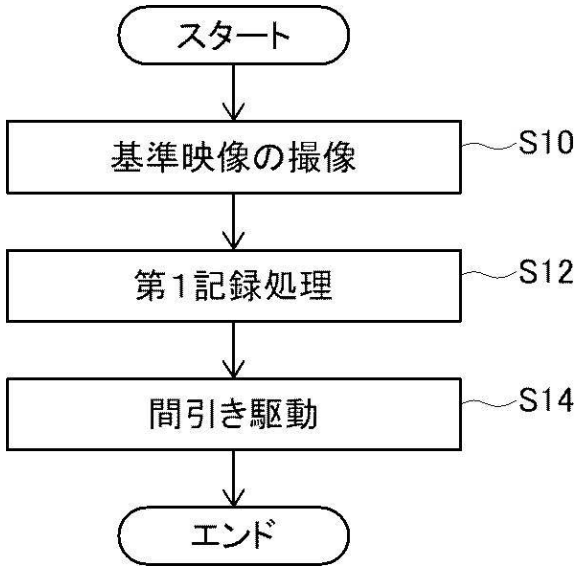 スタート
基準映像の撮像
S10
第1記録処理
S12
間引き駆動
S14
エンド